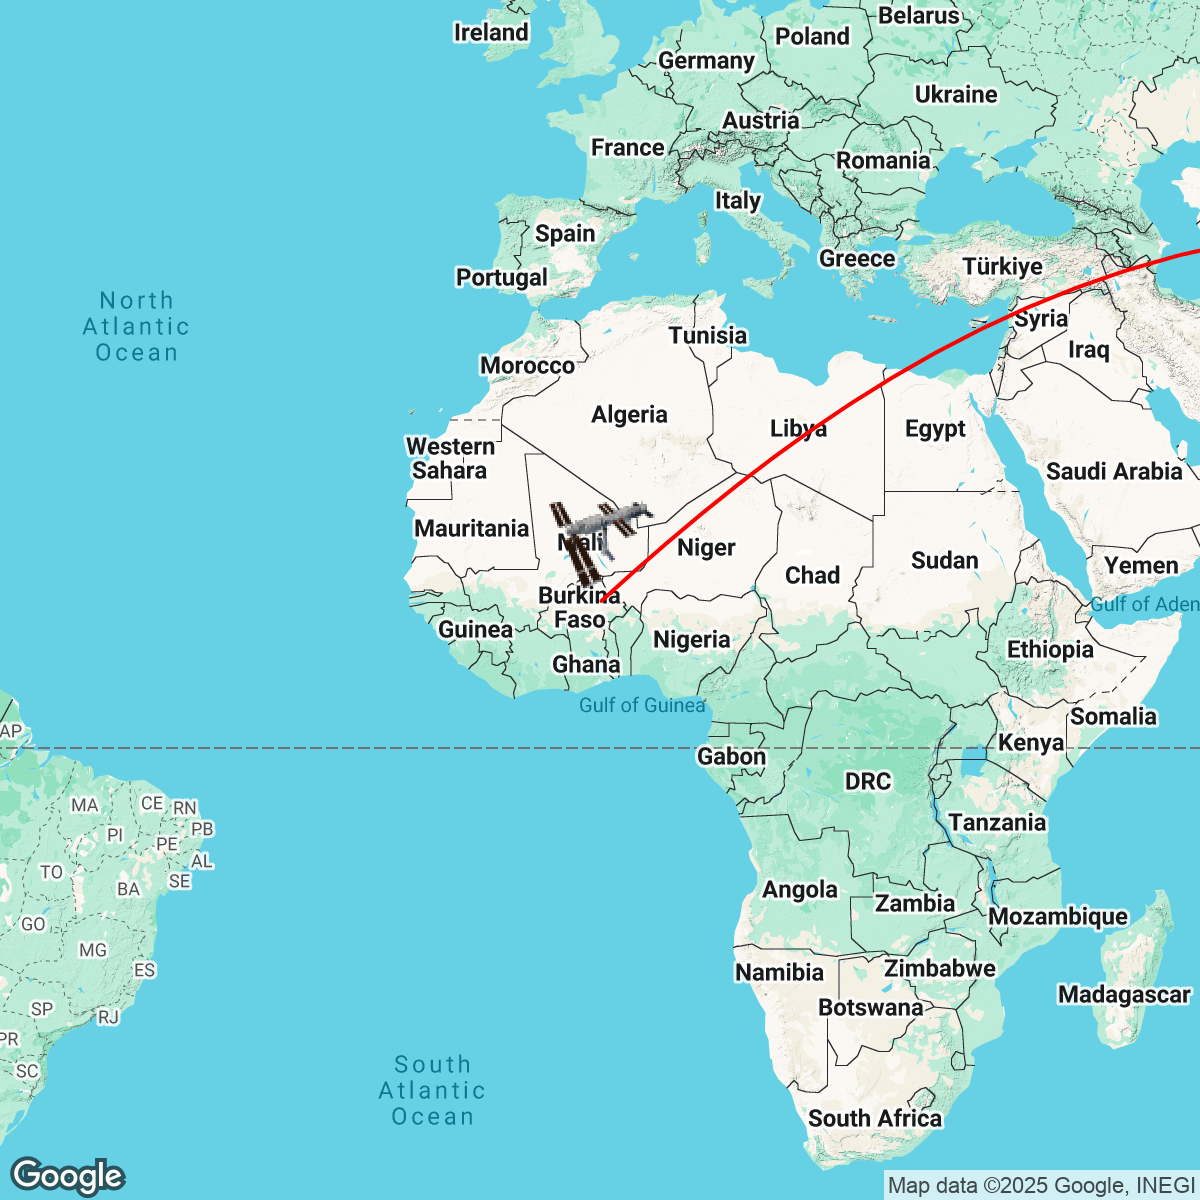 Ireland
Belarus
Poland
Germany
Ukraine
Austria
France
Romania
Italy
Spain
Greece
Türkiye
Portugal
North
Atlantic
Ocean
Syria
Tunisia
Iraq
Morocco
Algeria
Libya
Egypt
Western
Sahara
Saudi Arabia
Mauritania
Mali
Niger
Sudan
Yemen
Chad
Burkina
Faso
Gulf of Aden
Guinea
Nigeria
Ethiopia
Ghana
Gulf of Guinea
Somalia
AP
Kenya
Gabon
DRC
MA
CE
RN
PI
PB
PE
Tanzania
AL
TO
SE
BA
Angola
Zambia
GO
Mozambique
MG
ES
Namibia
Zimbabwe
Madagascar
SP
RJ
Botswana
PR
SC
South
Atlantic
Ocean
South Africa
Google
Map data ©2025 Google, INEGI